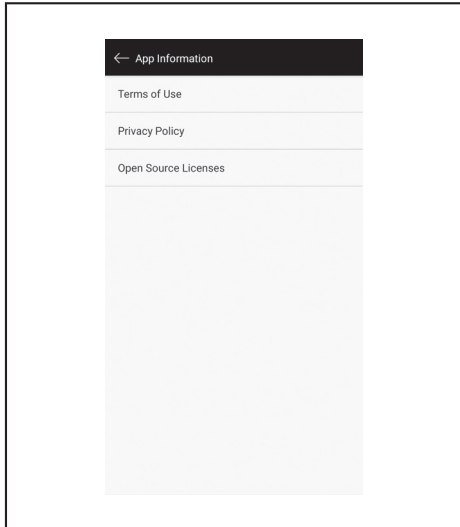 App Information
Terms of Use
Privacy Policy
Open Source Licenses